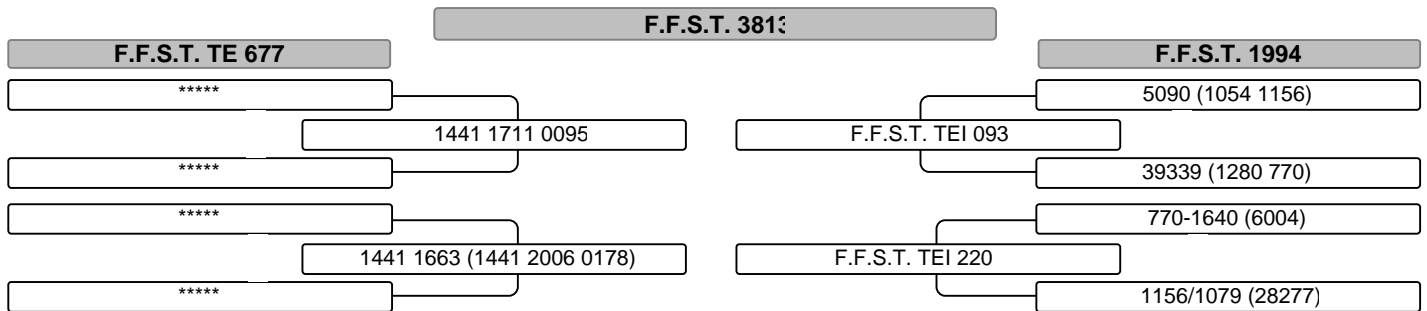 F.F.S.T. 3813
F.F.S.T. TE 677
F.F.S.T. 1994
*****
5090 (1054 1156)
1441 1711 0095
F.F.S.T. TEI 093
*****
39339 (1280 770)
*****
770-1640 (6004)
1441 1663 (1441 2006 0178)
F.F.S.T. TEI 220
*****
1156/1079 (28277)